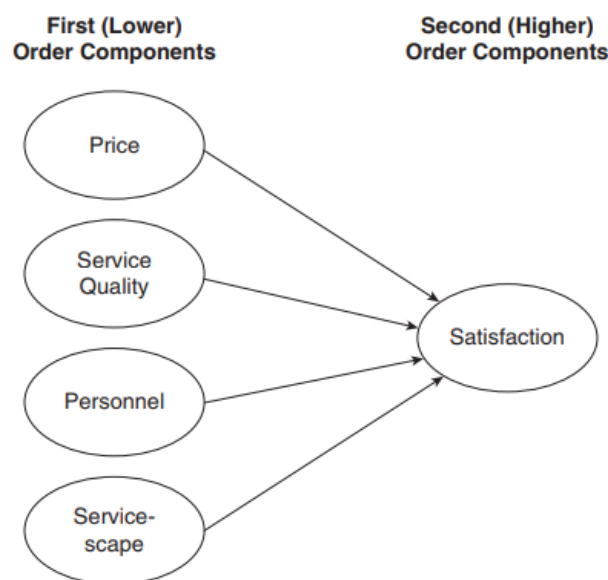 First (Lower)
Order Components
Second (Higher)
Order Components
Price
Service
Quality
Satisfaction
Personnel
Service-
scape